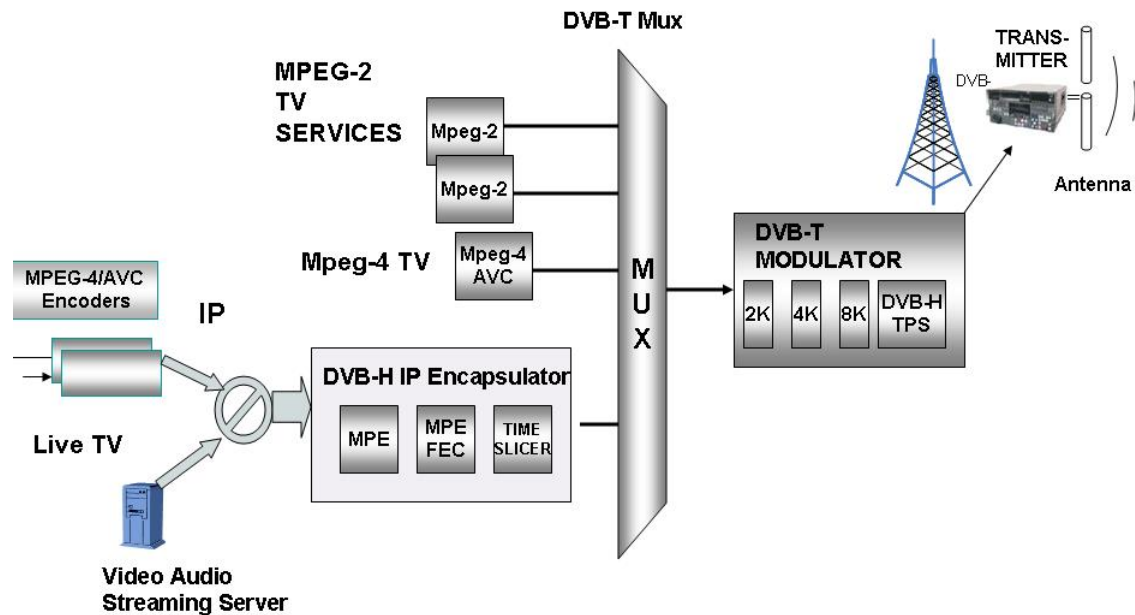 DVB-T Mux
MPEG-2
TV
SERVICES
Mpeg-2
Mpeg-2
Mpeg-4 TV
Mpeg-4
AVC
MPEG-4/AVC
Encoders
IP
Live TV
Video Audio
Streaming Server
DVB-H IP Encapsulator
MPE
MPE
FEC
TIME
SLICER
M
U
X
DVB-T
MODULATOR
2K
4K
8K
DVB-H
TPS
TRANS-
MITTER
DVB-
Antenna